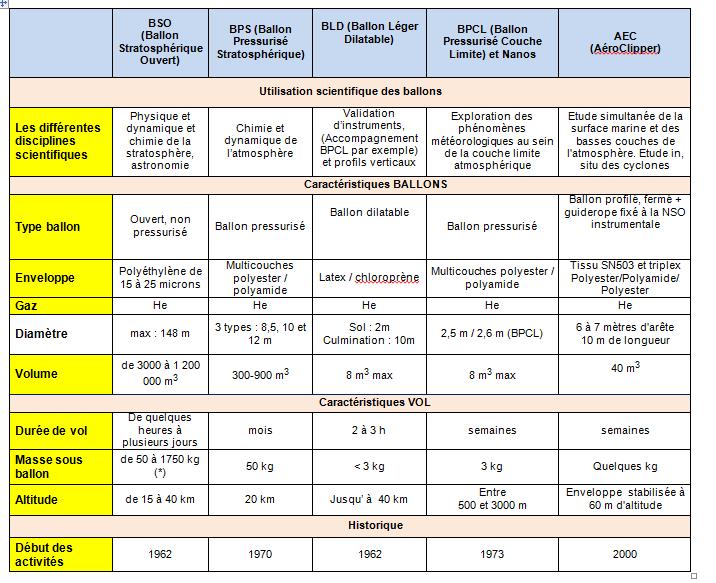 BSO
(Ballon
Stratosphérique
Ouvert)
BPS (Ballon
Pressurisé
Stratosphérique)
BLD (Ballon Léger
Dilatable)
BPCL (Ballon
Pressurisé Couche
Limite) et Nanos
AEC
(AéroClipper)
Utilisation scientifique des ballons
Les différentes
disciplines
scientifiques
Physique et
dynamique et
chimie de la
stratosphère,
astronomie
Chimie et
dynamique de
l'atmosphère
Validation
d'instruments,
(Accompagnement
BPCL par exemple)
et profils verticaux
Exploration des
phénomènes
météorologiques au sein
de la couche limite
atmosphérique
Etude simultanée de la
surface marine et des
basses couches de
l'atmosphère. Etude in,
situ des cyclones
Caractéristiques BALLONS
Type ballon
Ouvert, non
pressurisé
Ballon pressurisé
Ballon dilatable
Ballon pressurisé
Ballon profilé, fermé +
guiderope fixé à la NSO
instrumentale
Enveloppe
Polyéthylène de
15 à 25 microns
Multicouches
polyester /
polyamide
Latex / chloroprène
Multicouches polyester /
polyamide
Tissu SN503 et triplex
Polyester/Polyamide/
Polyester
Gaz
He
He
He
He
He
Diamètre
max : 148 m
3 types : 8,5, 10 et
12 m
Sol : 2m
Culmination : 10m
2,5 m / 2,6 m (BPCL)
6 à 7 mètres d'arête
10 m de longueur
Volume
de 3000 à 1 200
000 m3
300-900 m3
8 m3 max
8 m3 max
40 m3
Caractéristiques VOL
Durée de vol
De quelques
heures à
plusieurs jours
mois
2 à 3 h
semaines
semaines
Masse sous
ballon
de 50 à 1750 kg
(*)
50 kg
< 3 kg
3 kg
Quelques kg
Altitude
de 15 à 40 km
20 km
Jusqu' à 40 km
Entre
500 et 3000 m
Enveloppe stabilisée à
60 m d'altitude
Historique
Début des
activités
1962
1970
1962
1973
2000